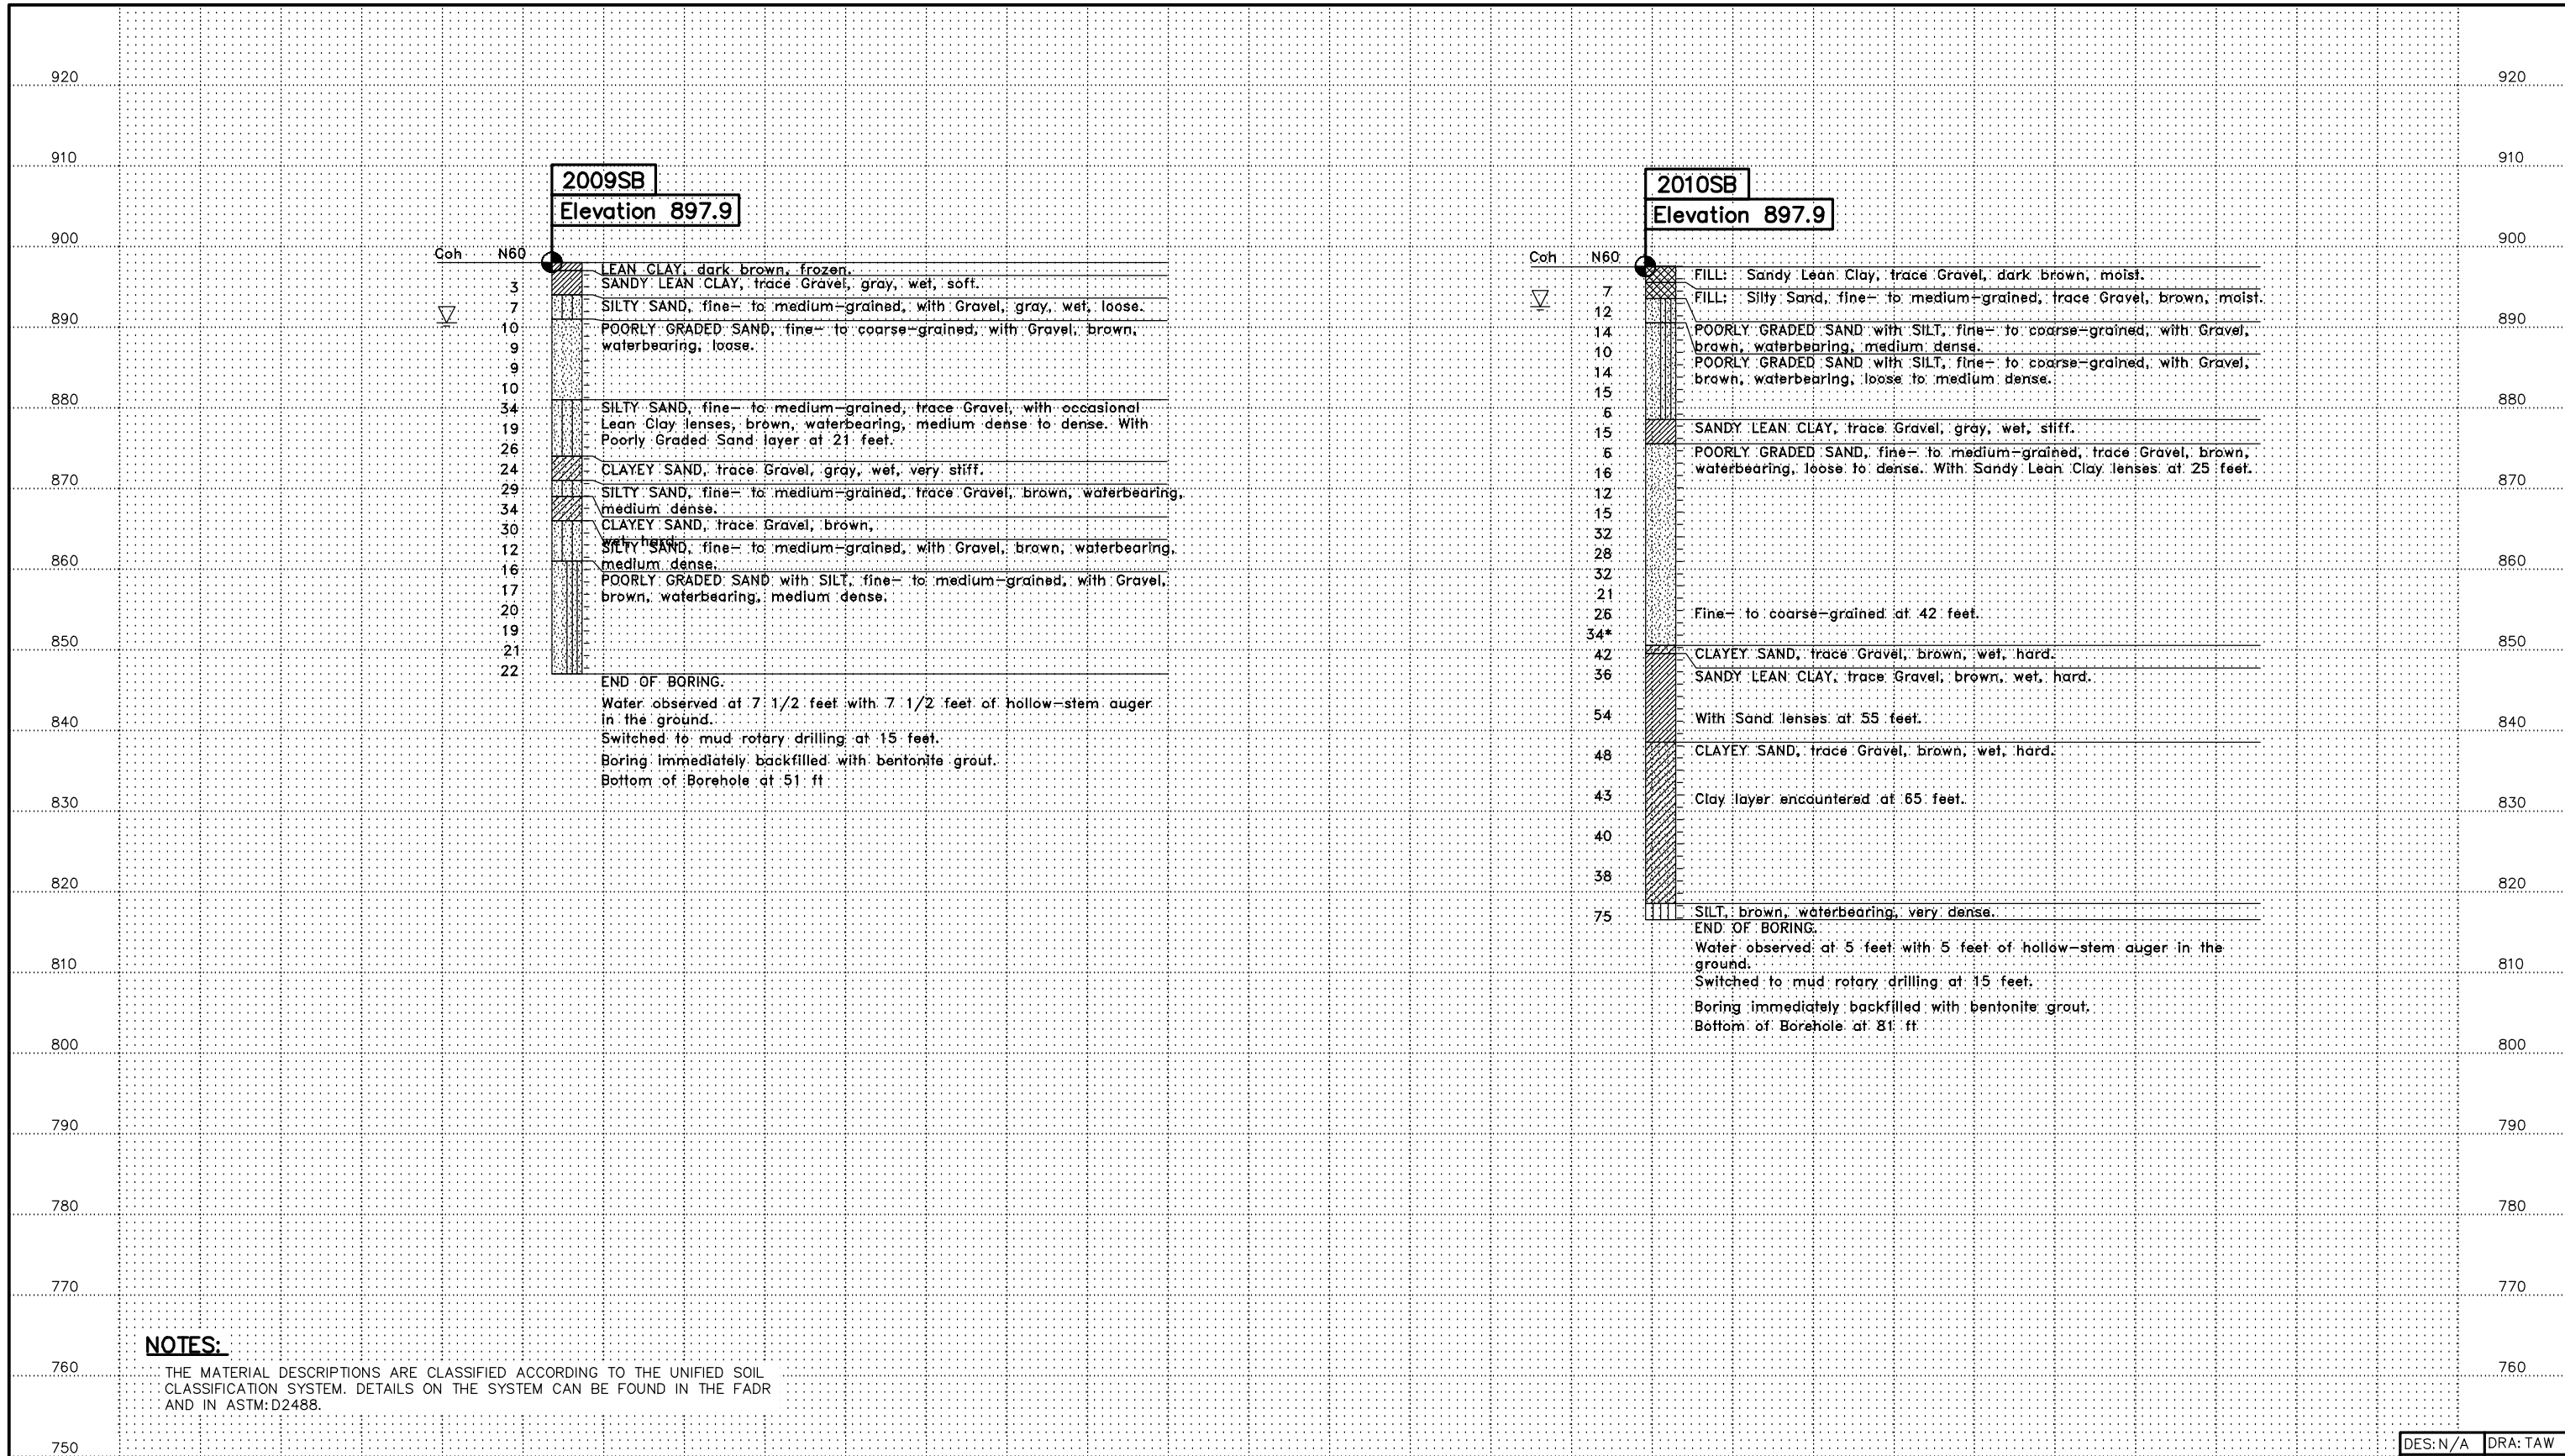 920
910
900
890
880
870
860
850
840
830
820
810
800
790
780
770
760
750
2009SB
Elevation 897.9
Coh N60
3
7
10
9
9
10
34
19
26
24
29
34
30
12
16
17
20
19
21
22
LEAN CLAY, dark brown, frozen.
SANDY LEAN CLAY, trace Gravel, gray, wet, soft.
SILTY SAND, fine- to medium-grained, with Gravel, gray, wet, loose.
POORLY GRADED SAND, fine- to coarse-grained, with Gravel, brown,
waterbearing, loose.
SILTY SAND, fine- to medium-grained, trace Gravel, with occasional
Lean Clay lenses, brown, waterbearing, medium dense to dense. With
Poorly Graded Sand layer at 21 feet.
CLAYEY SAND, trace Gravel, gray, wet, very stiff.
SILTY SAND, fine- to medium-grained, trace Gravel, brown, waterbearing,
medium dense.
CLAYEY SAND, trace Gravel, brown,
wet, hard.
SILTY SAND, fine- to medium-grained, with Gravel, brown, waterbearing,
medium dense.
POORLY GRADED SAND with SILT, fine- to medium-grained, with Gravel,
brown, waterbearing, medium dense.
END OF BORING.
Water observed at 7 1/2 feet with 7 1/2 feet of hollow-stem auger
in the ground.
Switched to mud rotary drilling at 15 feet.
Boring immediately backfilled with bentonite grout.
Bottom of Borehole at 51 ft
2010SB
Elevation 897.9
Coh N60
7
12
14
10
14
15
6
15
6
16
12
15
32
28
32
21
26
34*
42
36
54
48
43
40
38
75
FILL: Sandy Lean Clay, trace Gravel, dark brown, moist.
FILL: Silty Sand, fine- to medium-grained, trace Gravel, brown, moist.
POORLY GRADED SAND with SILT, fine- to coarse-grained, with Gravel,
brown, waterbearing, medium dense.
POORLY GRADED SAND with SILT, fine- to coarse-grained, with Gravel,
brown, waterbearing, loose to medium dense.
SANDY LEAN CLAY, trace Gravel, gray, wet, stiff.
POORLY GRADED SAND, fine- to medium-grained, trace Gravel, brown,
waterbearing, loose to dense. With Sandy Lean Clay lenses at 25 feet.
Fine- to coarse-grained at 42 feet.
CLAYEY SAND, trace Gravel, brown, wet, hard.
SANDY LEAN CLAY, trace Gravel, brown, wet, hard.
With Sand lenses at 55 feet.
CLAYEY SAND, trace Gravel, brown, wet, hard.
Clay layer encountered at 65 feet.
SILT, brown, waterbearing, very dense.
END OF BORING.
Water observed at 5 feet with 5 feet of hollow-stem auger in the
ground.
Switched to mud rotary drilling at 15 feet.
Boring immediately backfilled with bentonite grout.
Bottom of Borehole at 81 ft
920
910
900
890
880
870
860
850
840
830
820
810
800
790
780
770
760
NOTES:
THE MATERIAL DESCRIPTIONS ARE CLASSIFIED ACCORDING TO THE UNIFIED SOIL
CLASSIFICATION SYSTEM. DETAILS ON THE SYSTEM CAN BE FOUND IN THE FADR
AND IN ASTM:D2488.
DES:N/A DRA:TAW